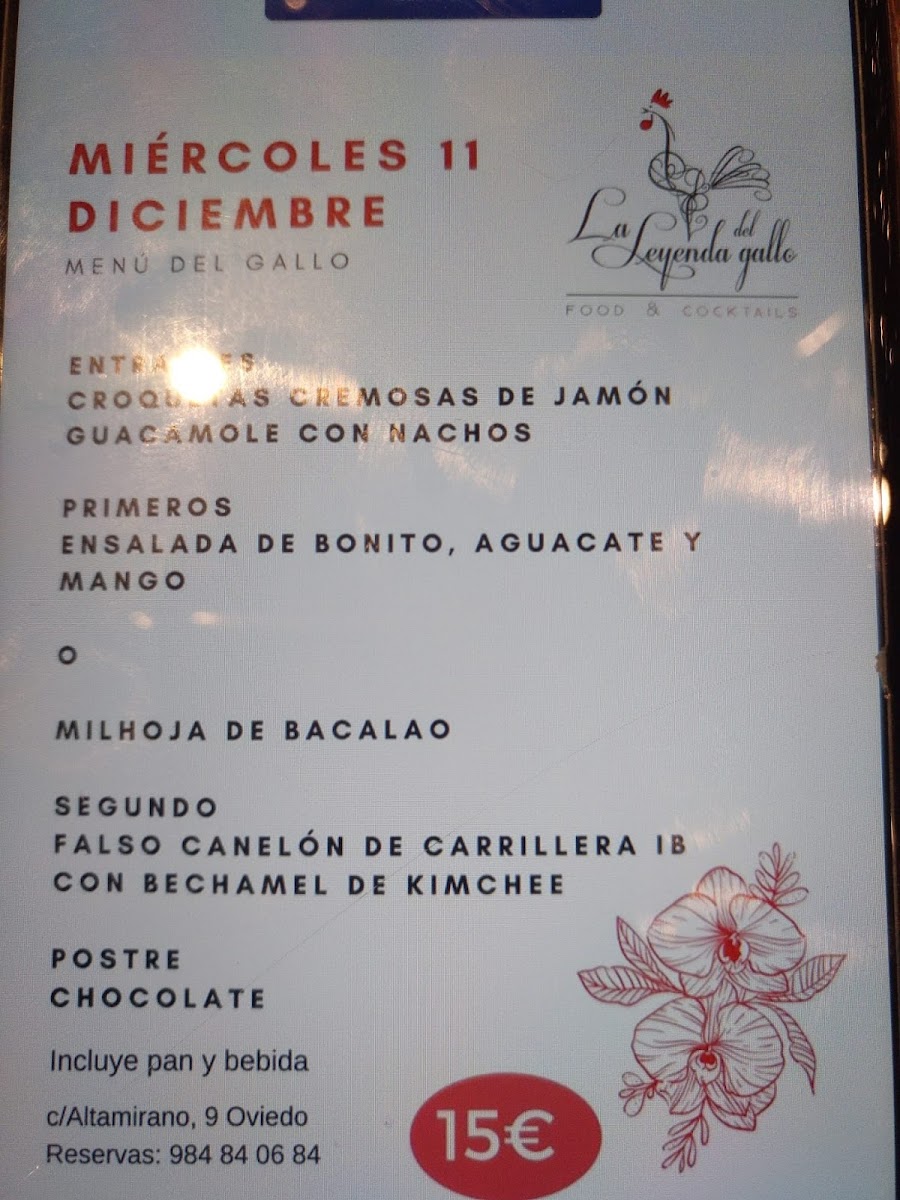 MIÉRCOLES 11
DICIEMBRE
MENÚ DEL GALLO
La Leyenda del gallo
FOOD & COCKTAILS
CROQUETAS CREMOSAS DE JAMÓN
GUACAMOLE CON NACHOS
PRIMEROS
ENSALADA DE BONITO, AGUACATE Y
MANGO
O
MILHOJA DE BACALAO
SEGUNDO
FALSO CANELÓN DE CARRILLERA IB
CON BECHAMEL DE KIMCHEE
POSTRE
CHOCOLATE
Incluye pan y bebida
c/Altamirano, 9 Oviedo
Reservas: 984 84 06 84
15€